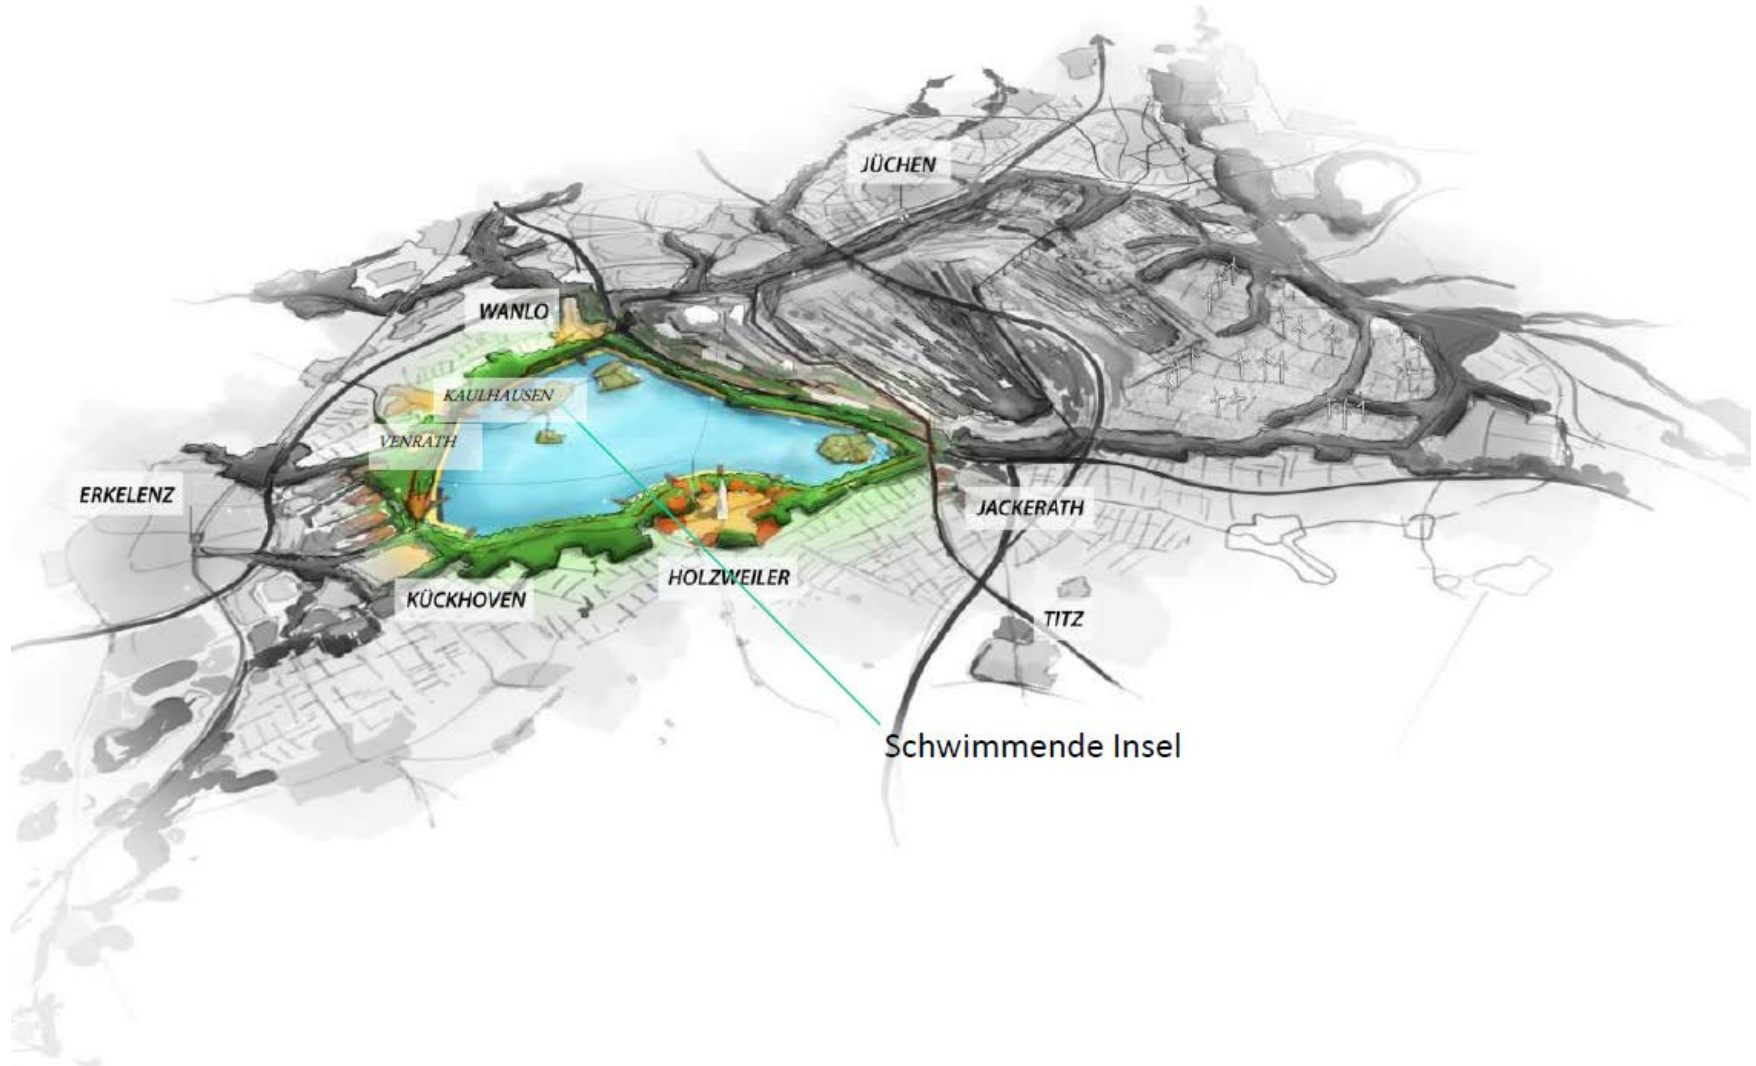 JÜCHEN
WANLO
KAULHAUSEN
VENRATH
ERKELENZ
JACKERATH
HOLZWEILER
KÜCKHOVEN
TITZ
Schwimmende Insel